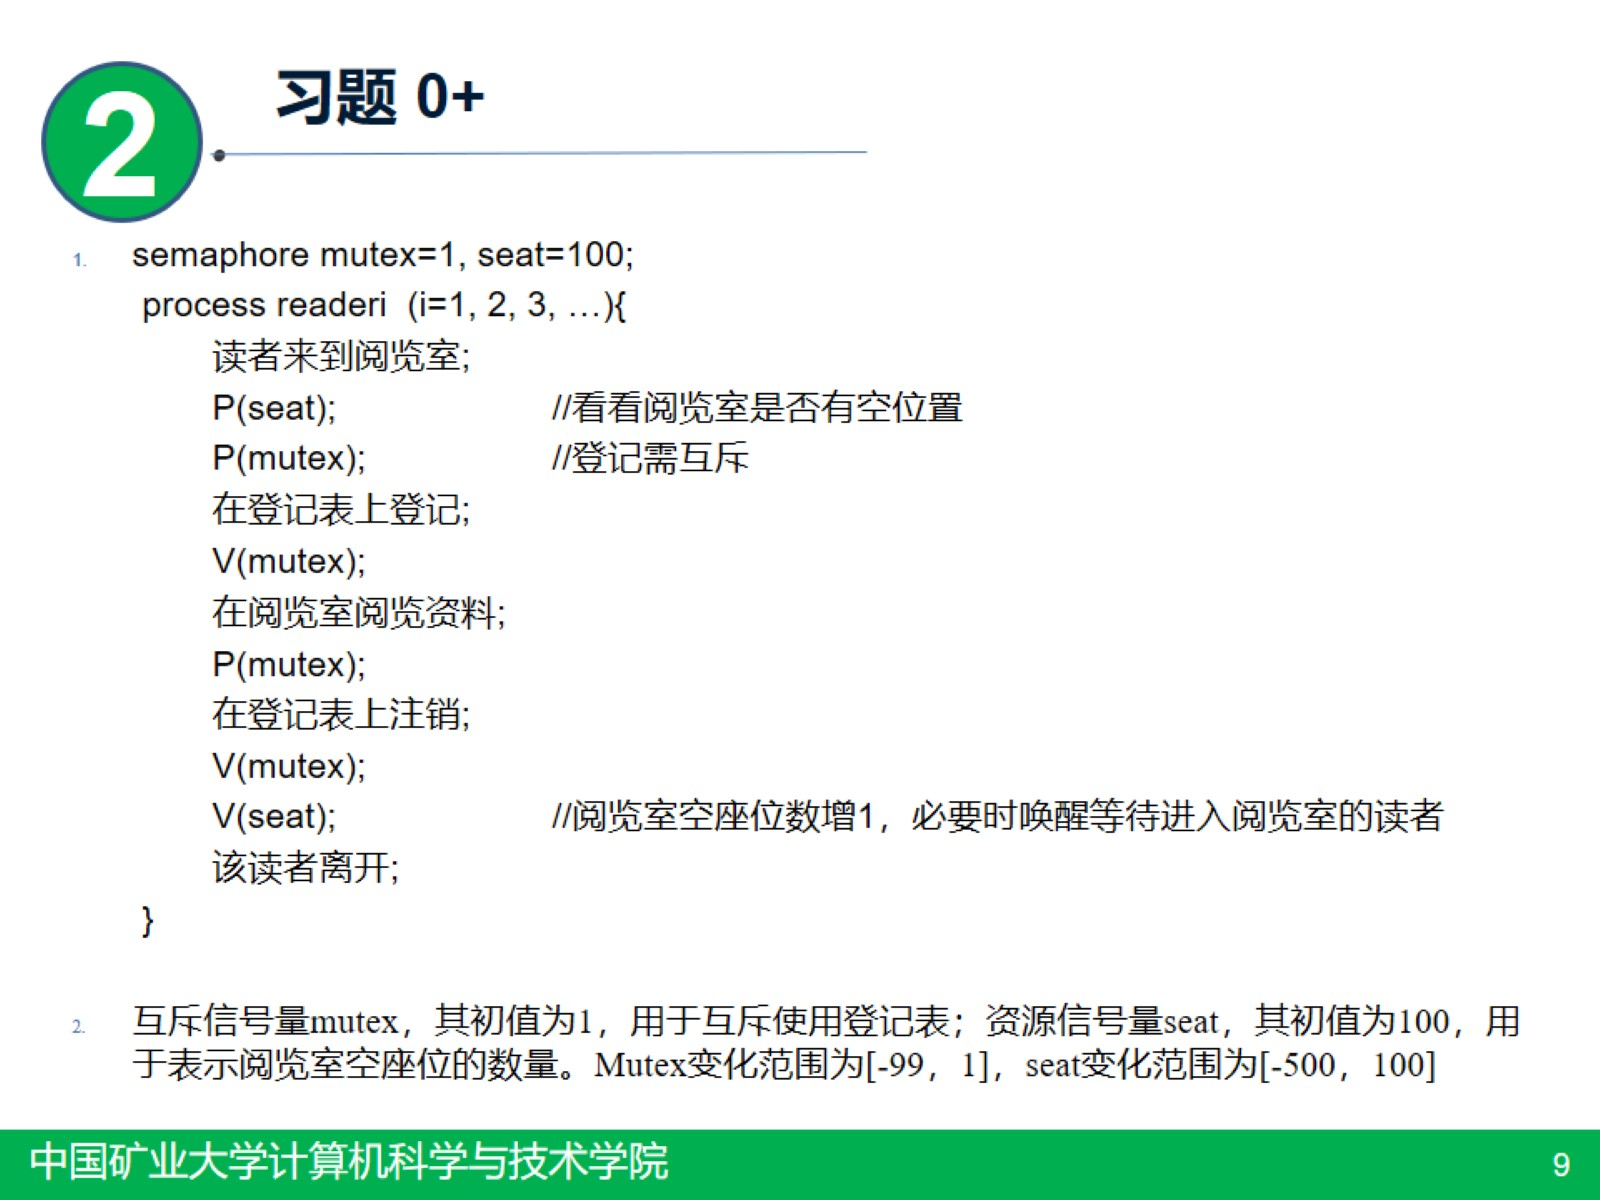 2
习题 0+
1. semaphore mutex=1, seat=100;
process readeri (i=1, 2, 3, …){
读者来到阅览室;
P(seat); //看看阅览室是否有空位置
P(mutex); //登记需互斥
在登记表上登记;
V(mutex);
在阅览室阅览资料;
P(mutex);
在登记表上注销;
V(mutex);
V(seat); //阅览室空座位数增1，必要时唤醒等待进入阅览室的读者
该读者离开;
}
2. 互斥信号量mutex，其初值为1，用于互斥使用登记表；资源信号量seat，其初值为100，用
于表示阅览室空座位的数量。Mutex变化范围为[-99，1]，seat变化范围为[-500，100]
中国矿业大学计算机科学与技术学院
9